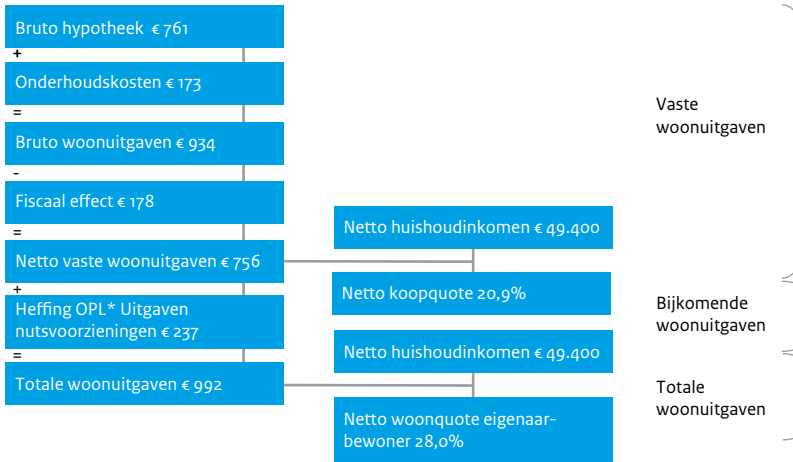 Bruto hypotheek € 761
+
Onderhoudskosten € 173
=
Bruto woonuitgaven € 934
-
Fiscaal effect € 178
=
Netto vaste woonuitgaven € 756
+
Heffing OPL* Uitgaven
nutsvoorzieningen € 237
=
Totale woonuitgaven € 992
Netto huishoudinkomen € 49.400
Netto koopquote 20,9%
Netto huishoudinkomen € 49.400
Netto woonquote eigenaar-
bewoner 28,0%
Vaste
woonuitgaven
Bijkomende
woonuitgaven
Totale
woonuitgaven